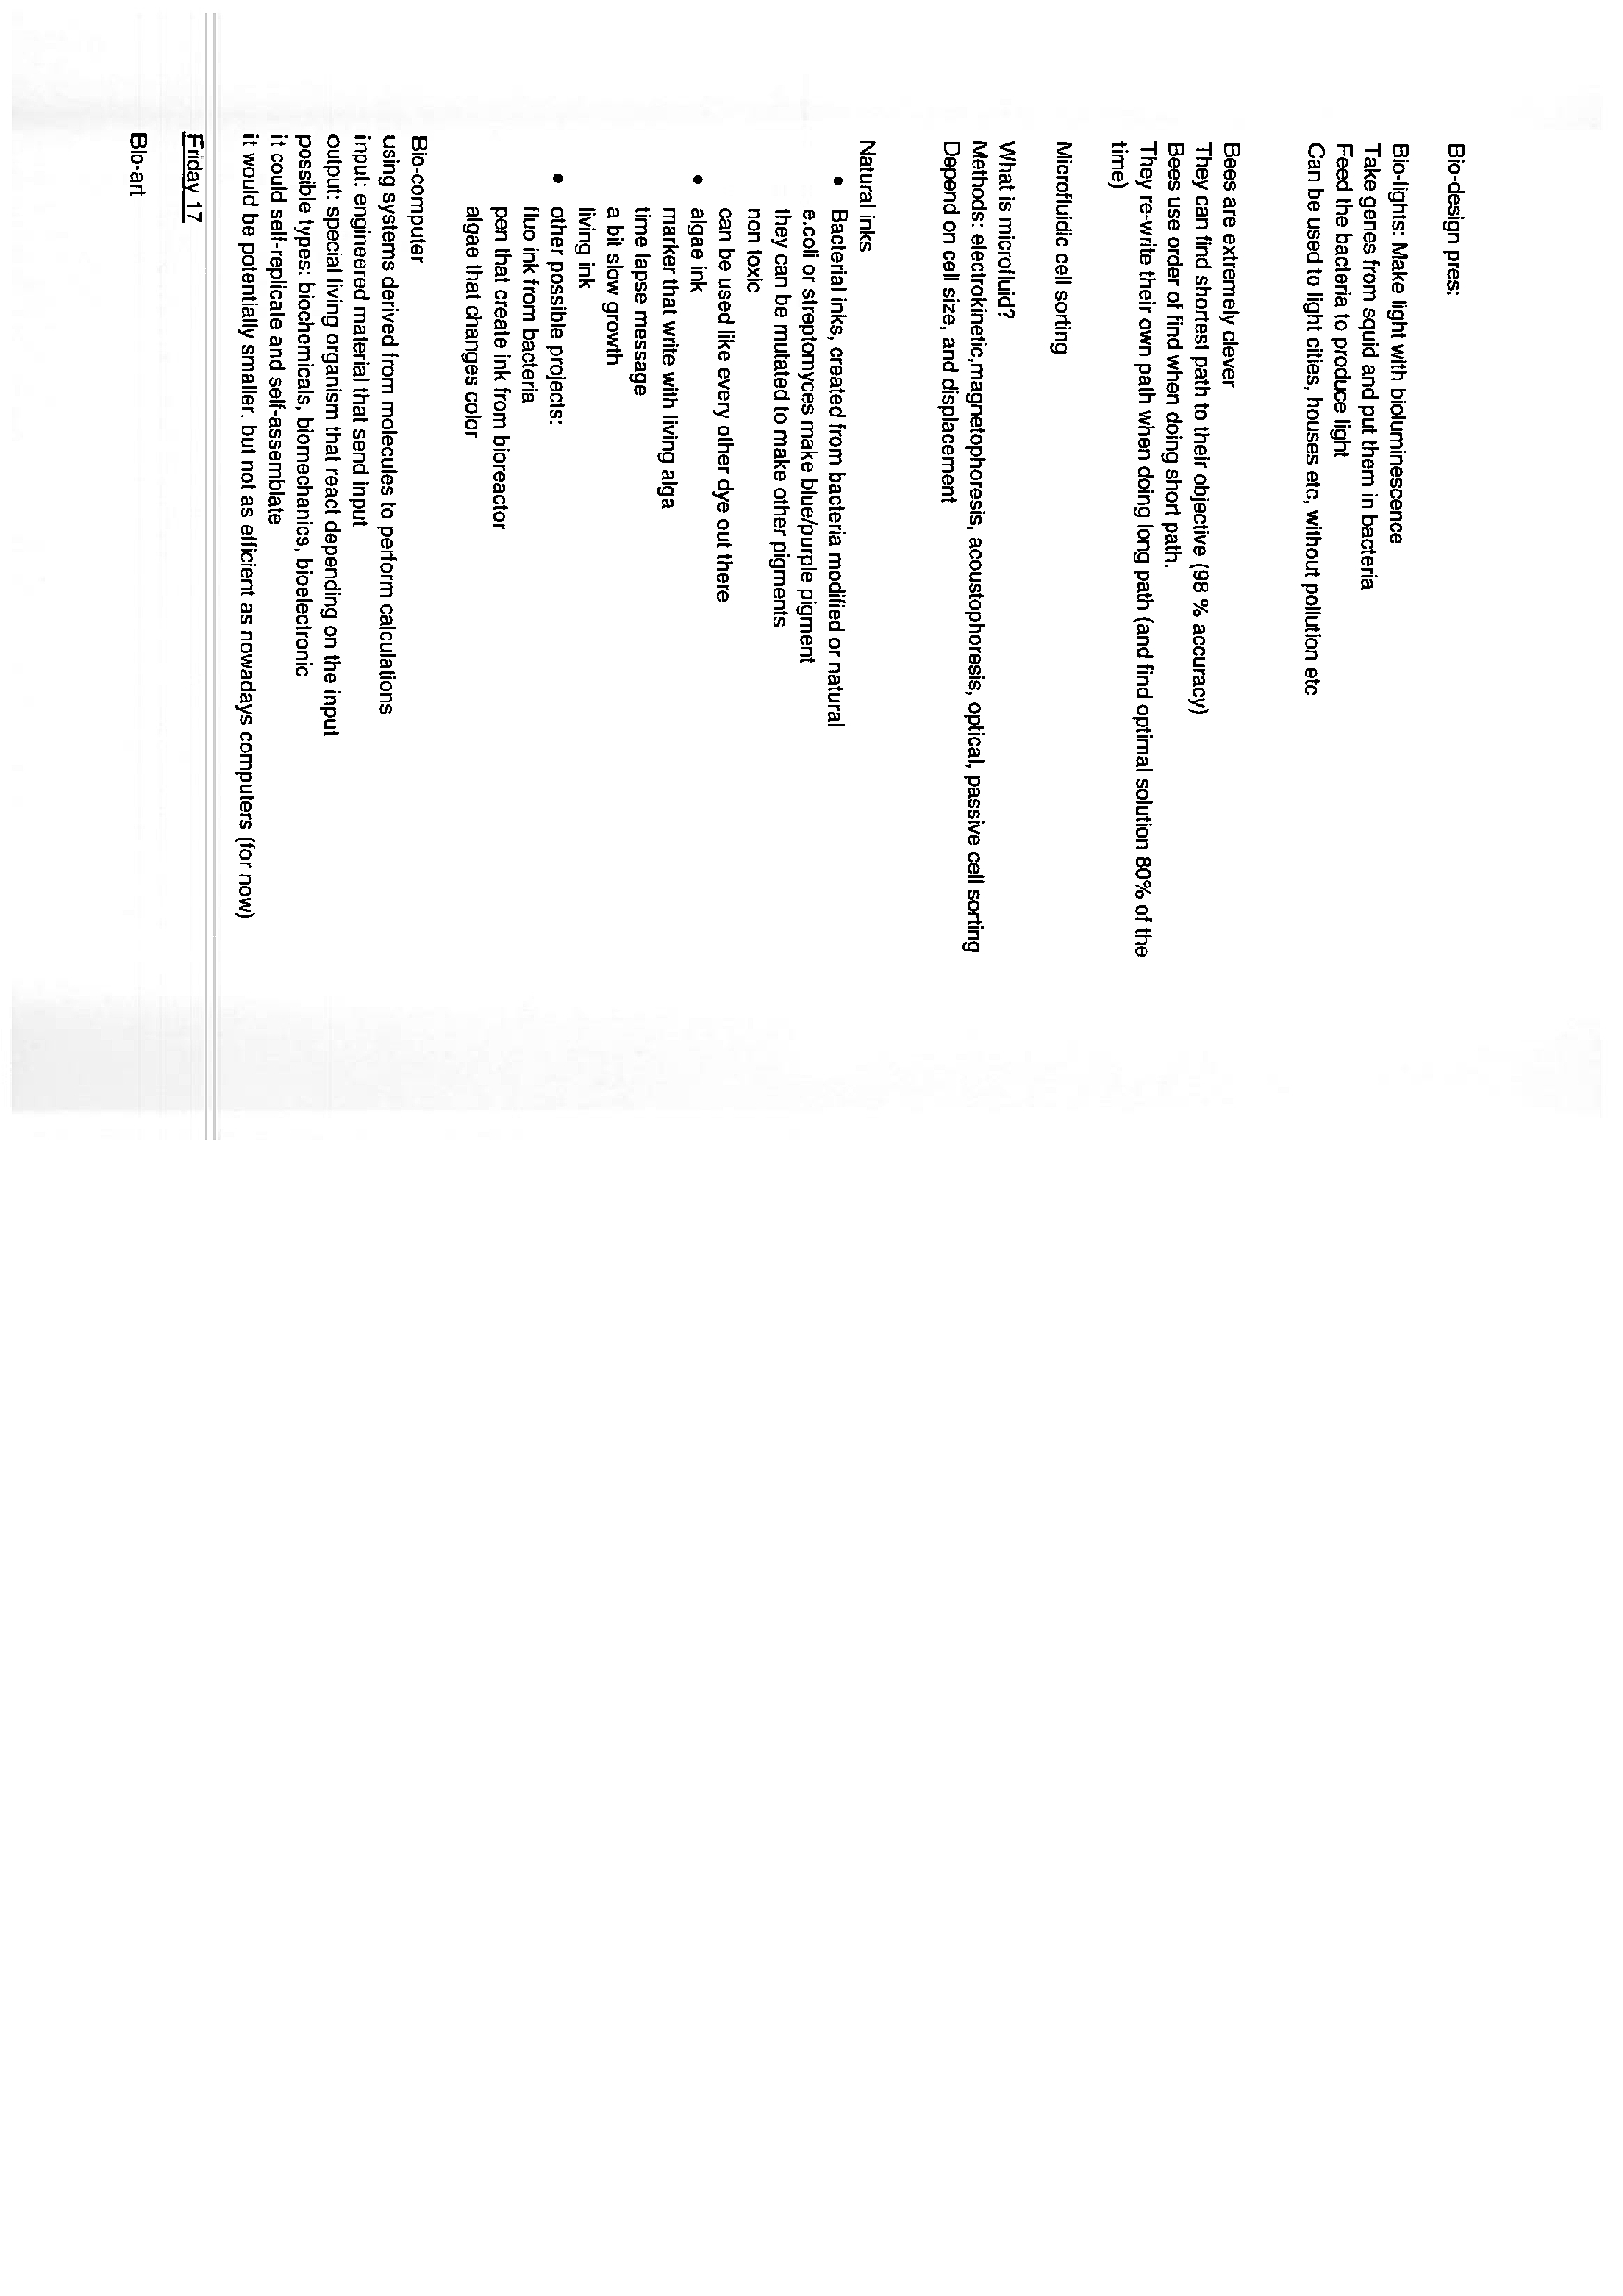 Bio-design pres:
Bio-lights: Make light with bioluminescence
Take genes from squid and put them in bacteria
Feed the bacteria to produce light
Can be used to light cities, houses etc, without pollution etc
Bees are extremely clever
They can find shortest path to their objective (98 % accuracy)
Bees use order of find when doing short path.
They re-write their own path when doing long path (and find optimal solution 80% of the
time)
Microfluidic cell sorting
What is microfluid?
Methods: electrokinetic,magnetophoresis, acoustophoresis, optical, passive cell sorting
Depend on cell size, and displacement
Natural inks
• Bacterial inks, created from bacteria modified or natural
e.coli or streptomyces make blue/purple pigment
they can be mutated to make other pigments
non toxic
can be used like every other dye out there
• algae ink
marker that write with living alga
time lapse message
a bit slow growth
living ink
• other possible projects:
fluo ink from bacteria
pen that create ink from bioreactor
algae that changes color
Bio-computer
using systems derived from molecules to perform calculations
input: engineered material that send input
output: special living organism that react depending on the input
possible types: biochemicals, biomechanics, bioelectronic
it could self-replicate and self-assemblate
it would be potentially smaller, but not as efficient as nowadays computers (for now)
Friday 17
Bio-art